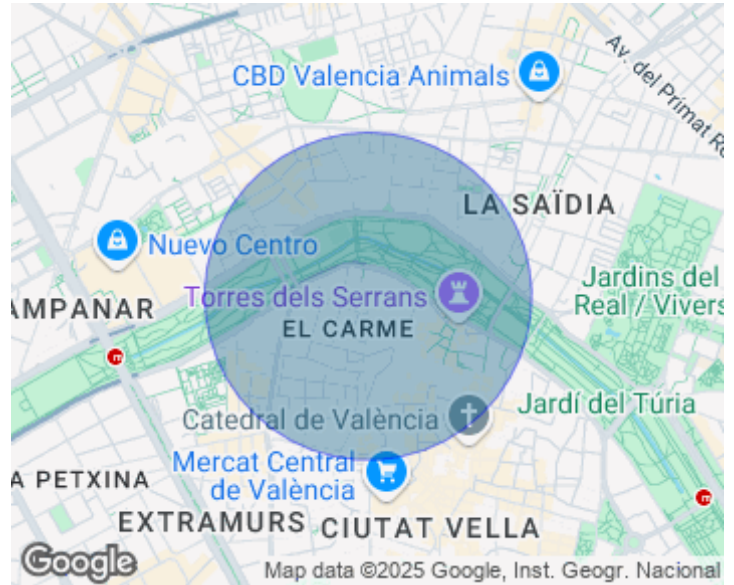 CBD Valencia Animals
Av. del Primat Re
LA SAÏDIA
Nuevo Centro
Jardins del
Real / Vivers
AMPANAR
Torres dels Serrans
EL CARME
Catedral de València
Jardí del Túria
Mercat Central
de València
A PETXINA
EXTRAMURS
CIUTAT VELLA
Google
Map data ©2025 Google, Inst. Geogr. Nacional